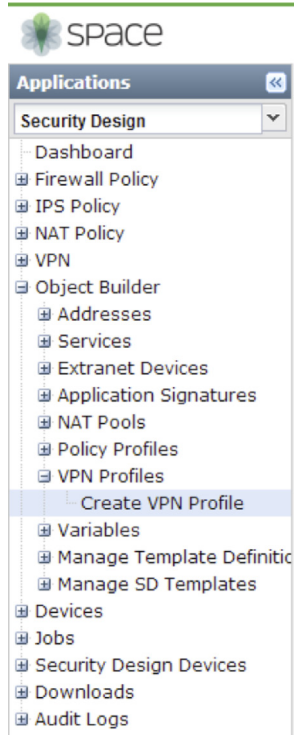 space
Applications
Security Design
Dashboard
Firewall Policy
IPS Policy
NAT Policy
VPN
Object Builder
Addresses
Services
Extranet Devices
Application Signatures
NAT Pools
Policy Profiles
VPN Profiles
Create VPN Profile
Variables
Manage Template Definitic
Manage SD Templates
Devices
Jobs
Security Design Devices
Downloads
Audit Logs